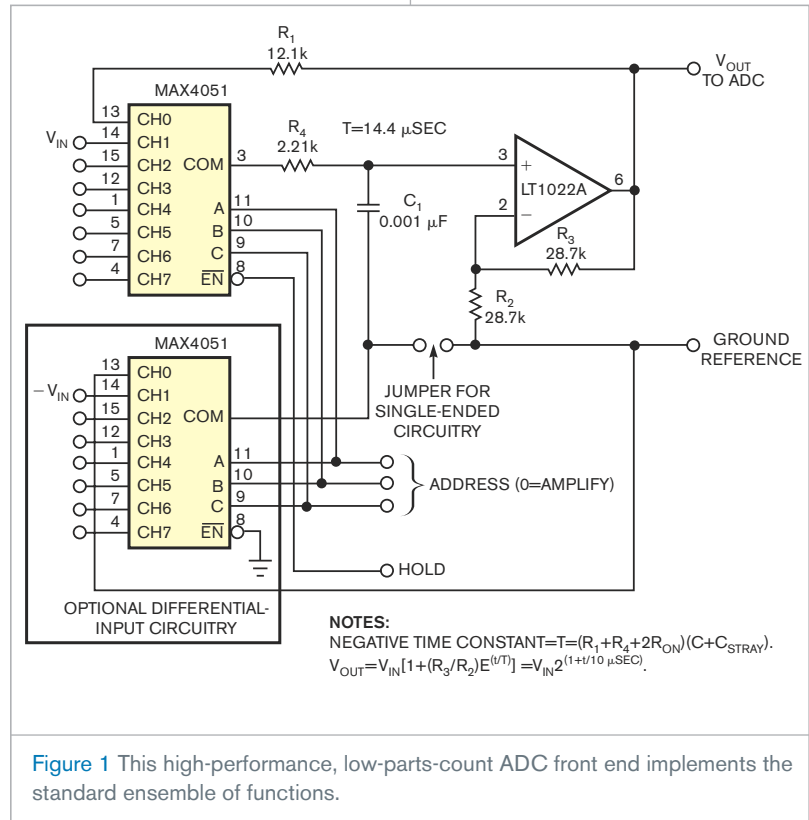 R1
12.1k
VOUT
TO ADC
MAX4051
13 CH0
VIN 14 CH1
15 CH2
12 CH3
1 CH4
5 CH5
7 CH6
4 CH7
COM 3
A 11
B 10
C 9
EN 8
R4
2.21k
T=14.4 μSEC
C1
0.001 μF
3 +
LT1022A
2 −
6
R3
28.7k
R2
28.7k
GROUND
REFERENCE
JUMPER FOR
SINGLE-ENDED
CIRCUITRY
MAX4051
13 CH0
−VIN 14 CH1
15 CH2
12 CH3
1 CH4
5 CH5
7 CH6
4 CH7
COM
A 11
B 10
C 9
EN 8
ADDRESS (0=AMPLIFY)
HOLD
OPTIONAL DIFFERENTIAL-
INPUT CIRCUITRY
NOTES:
NEGATIVE TIME CONSTANT=T=(R1+R4+2RON)(C+CSTRAY).
VOUT=VIN[1+(R3/R2)E(t/T)] =VIN2(1+t/10 μSEC).
Figure 1 This high-performance, low-parts-count ADC front end implements the
standard ensemble of functions.